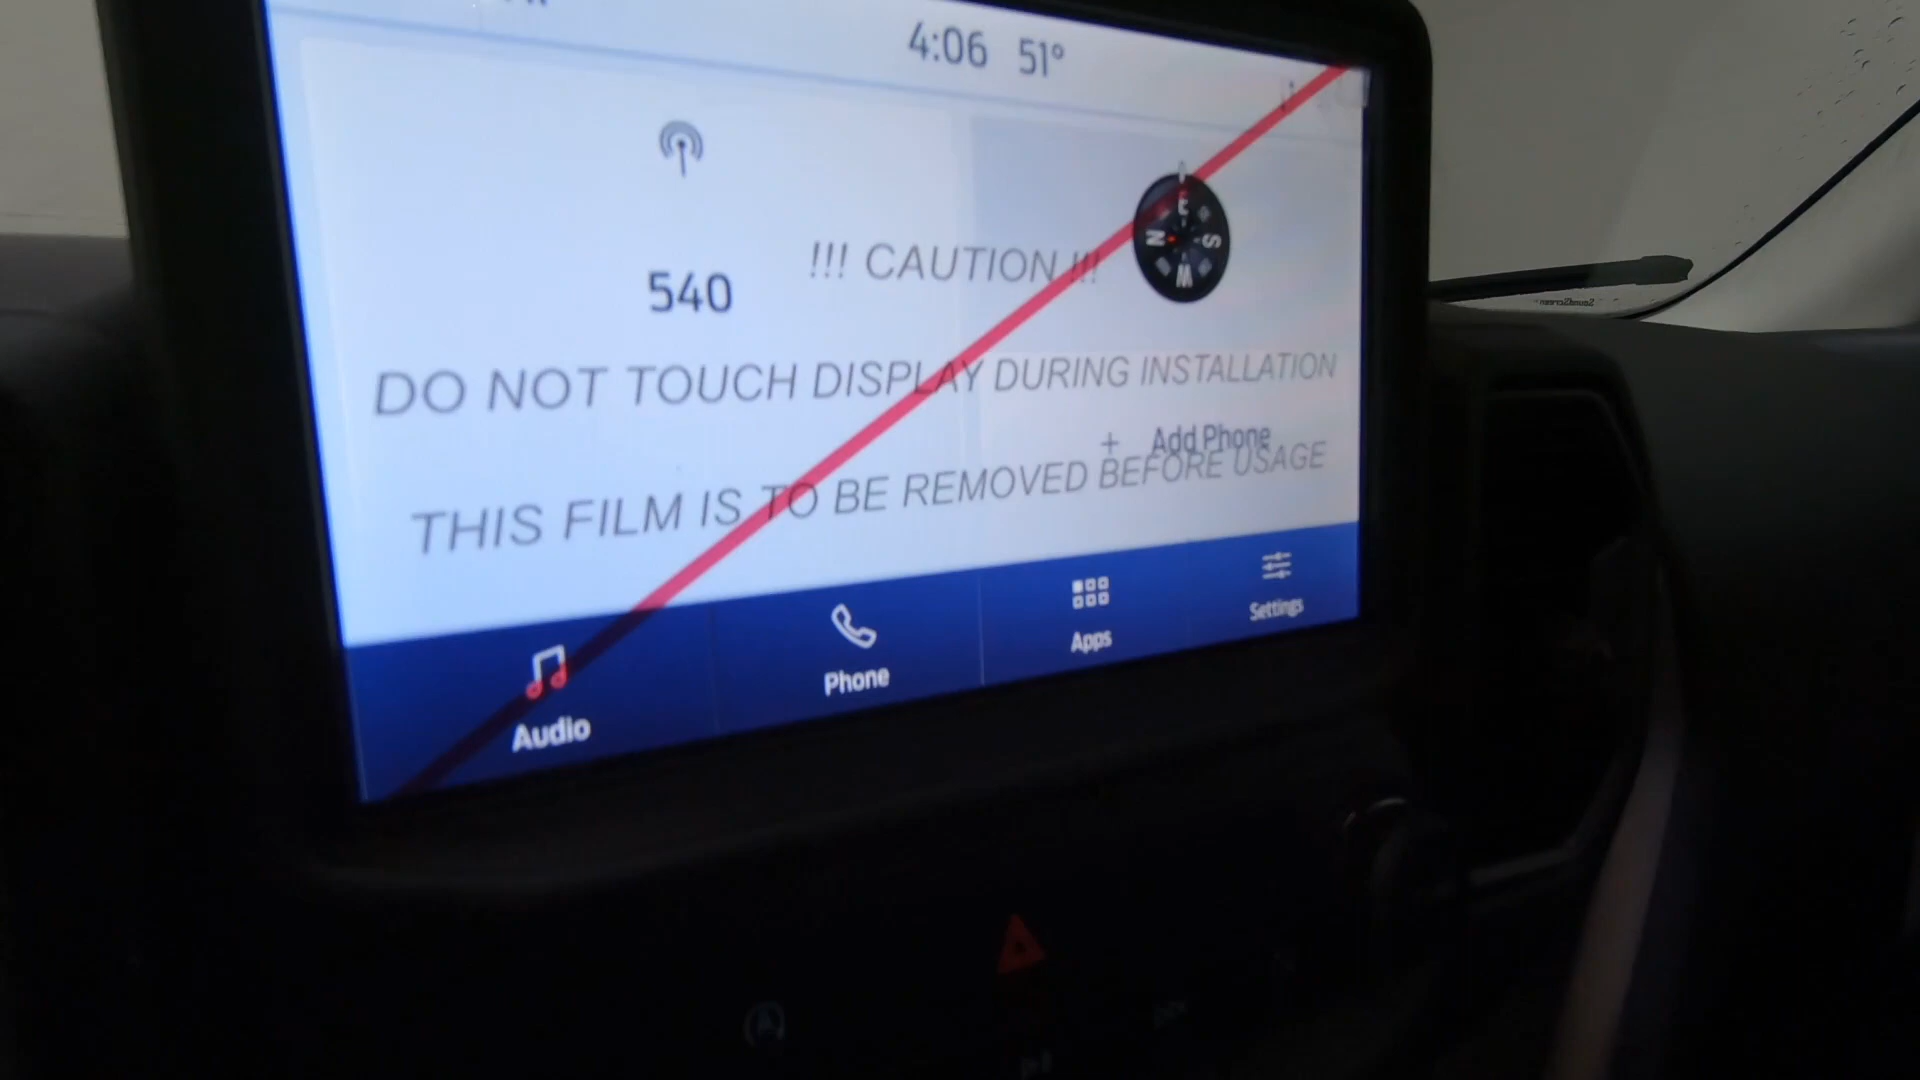 4:06 51°
!!! CAUTION !!!
540
N S W
DO NOT TOUCH DISPLAY DURING INSTALLATION
+ Add Phone
THIS FILM IS TO BE REMOVED BEFORE USAGE
Audio Phone Apps Settings
SoundScreen